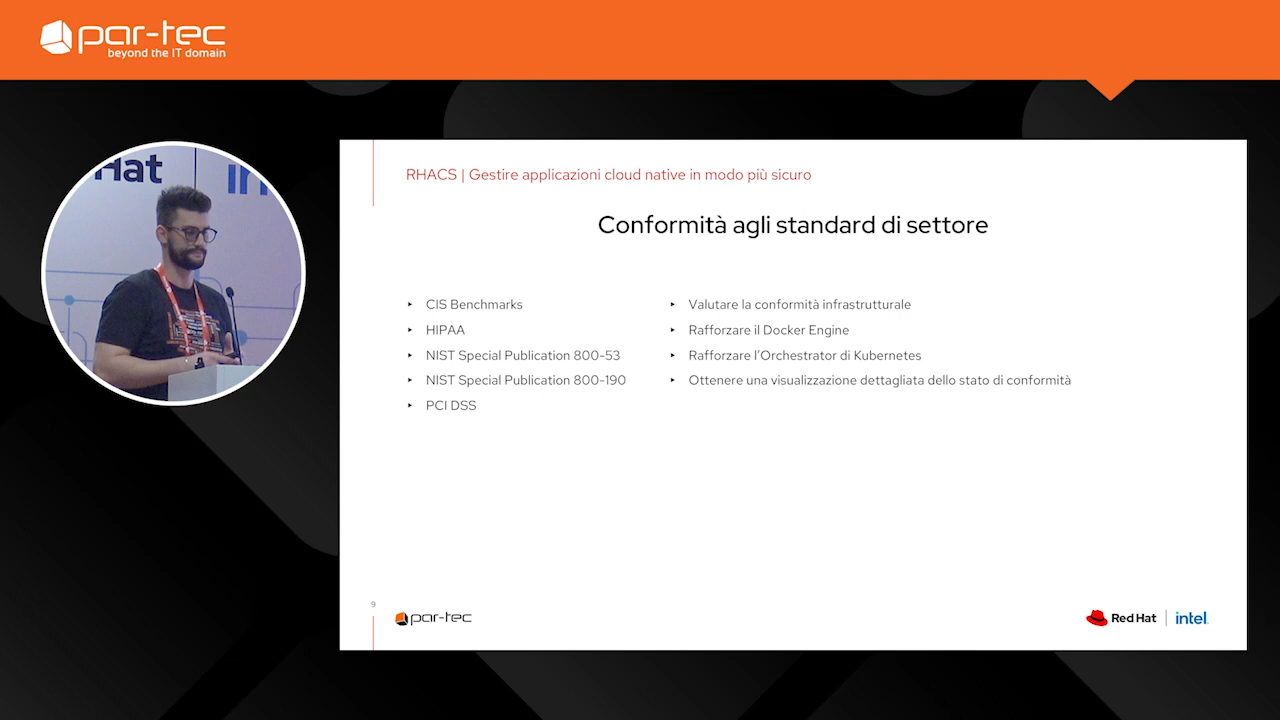 par-tec
beyond the IT domain
Hat
in
RHACS | Gestire applicazioni cloud native in modo più sicuro
Conformità agli standard di settore
‣ CIS Benchmarks
‣ HIPAA
‣ NIST Special Publication 800-53
‣ NIST Special Publication 800-190
‣ PCI DSS
‣ Valutare la conformità infrastrutturale
‣ Rafforzare il Docker Engine
‣ Rafforzare l'Orchestrator di Kubernetes
‣ Ottenere una visualizzazione dettagliata dello stato di conformità
9
par-tec
Red Hat
intel.